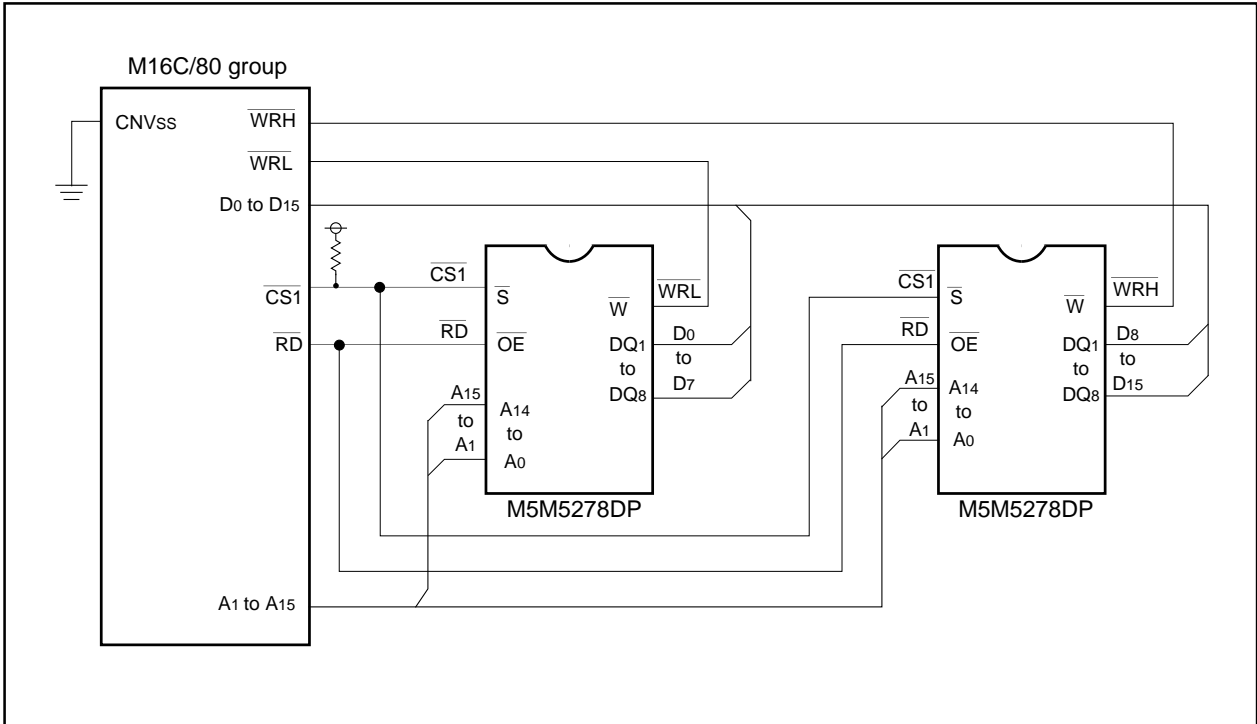 M16C/80 group
CNVss
WRH
WRL
D0 to D15
CS1
RD
A1 to A15
CS1
RD
A15
to
A1
S
OE
A14
to
A0
W
DQ1
to
DQ8
WRL
D0
to
D7
M5M5278DP
CS1
RD
A15
to
A1
S
OE
A14
to
A0
W
DQ1
to
DQ8
WRH
D8
to
D15
M5M5278DP